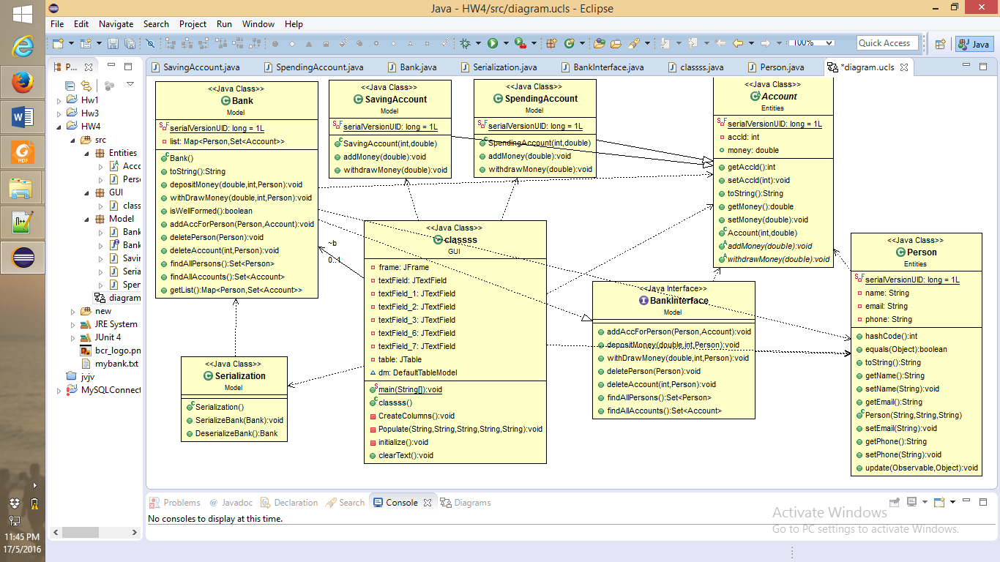 Java - HW4/src/diagram.ucls - Eclipse
File Edit Navigate Search Project Run Window Help
100% Quick Access Java
P... SavingAccount.java SpendingAccount.java Bank.java Serialization.java BankInterface.java classss.java Person.java *diagram.ucls
Hw1
Hw3
HW4
src
Entities
Acco
Pers
GUI
class
Model
Bank
Bank
Savin
Seria
Spen
diagram
new
JRE System
JUnit 4
bcr_logo.pn
mybank.txt
jvjv
MySQLConnect
<<Java Class>>
Bank
Model
serialVersionUID: long = 1L
list: Map<Person,Set<Account>>
Bank()
toString():String
depositMoney(double,int,Person):void
withDrawMoney(double,int,Person):void
isWellFormed():boolean
addAccForPerson(Person,Account):void
deletePerson(Person):void
deleteAccount(int,Person):void
findAllPersons():Set<Person>
findAllAccounts():Set<Account>
getList():Map<Person,Set<Account>>
<<Java Class>>
SavingAccount
Model
serialVersionUID: long = 1L
SavingAccount(int,double)
addMoney(double):void
withdrawMoney(double):void
<<Java Class>>
SpendingAccount
Model
serialVersionUID: long = 1L
SpendingAccount(int,double)
addMoney(double):void
withdrawMoney(double):void
<<Java Class>>
Account
Entities
serialVersionUID: long = 1L
accId: int
money: double
getAccId():int
setAccId(int):void
toString():String
getMoney():double
setMoney(double):void
Account(int,double)
addMoney(double):void
withdrawMoney(double):void
~b
0..1
<<Java Class>>
classss
GUI
frame: JFrame
textField: JTextField
textField_1: JTextField
textField_2: JTextField
textField_3: JTextField
textField_6: JTextField
textField_7: JTextField
table: JTable
dm: DefaultTableModel
main(String[]):void
classss()
CreateColumns():void
Populate(String,String,String,String,String):void
initialize():void
clearText():void
<<Java Interface>>
BankInterface
Model
addAccForPerson(Person,Account):void
depositMoney(double,int,Person):void
withDrawMoney(double,int,Person):void
deletePerson(Person):void
deleteAccount(int,Person):void
findAllPersons():Set<Person>
findAllAccounts():Set<Account>
<<Java Class>>
Person
Entities
serialVersionUID: long = 1L
name: String
email: String
phone: String
hashCode():int
equals(Object):boolean
toString():String
getName():String
setName(String):void
getEmail():String
Person(String,String,String)
setEmail(String):void
getPhone():String
setPhone(String):void
update(Observable,Object):void
<<Java Class>>
Serialization
Model
Serialization()
SerializeBank(Bank):void
DeserializeBank():Bank
Problems Javadoc Declaration Search Console Diagrams
No consoles to display at this time.
Activate Windows
Go to PC settings to activate Windows.
PDF
11:45 PM
17/5/2016